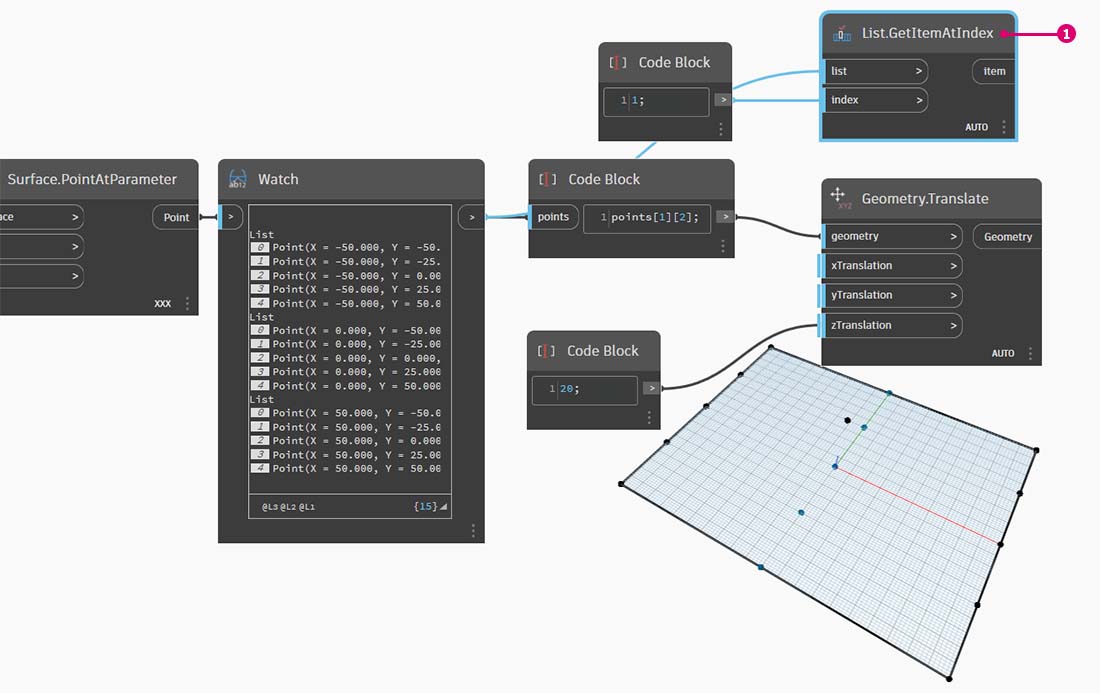 List.GetItemAtIndex
1
list >
item
index >
AUTO
Code Block
1 1;
>
Surface.PointAtParameter
ace >
Point
>
>
XXX
Watch
>
>
List
0 Point(X = -50.000, Y = -50.
1 Point(X = -50.000, Y = -25.
2 Point(X = -50.000, Y = 0.00
3 Point(X = -50.000, Y = 25.0
4 Point(X = -50.000, Y = 50.0
List
0 Point(X = 0.000, Y = -50.00
1 Point(X = 0.000, Y = -25.00
2 Point(X = 0.000, Y = 0.000,
3 Point(X = 0.000, Y = 25.000
4 Point(X = 0.000, Y = 50.000
List
0 Point(X = 50.000, Y = -50.0
1 Point(X = 50.000, Y = -25.0
2 Point(X = 50.000, Y = 0.000
3 Point(X = 50.000, Y = 25.00
4 Point(X = 50.000, Y = 50.00
@L3 @L2 @L1
{15}
Code Block
points
1 points[1][2];
>
Code Block
1 20;
>
Geometry.Translate
geometry >
Geometry
xTranslation >
yTranslation >
zTranslation >
AUTO